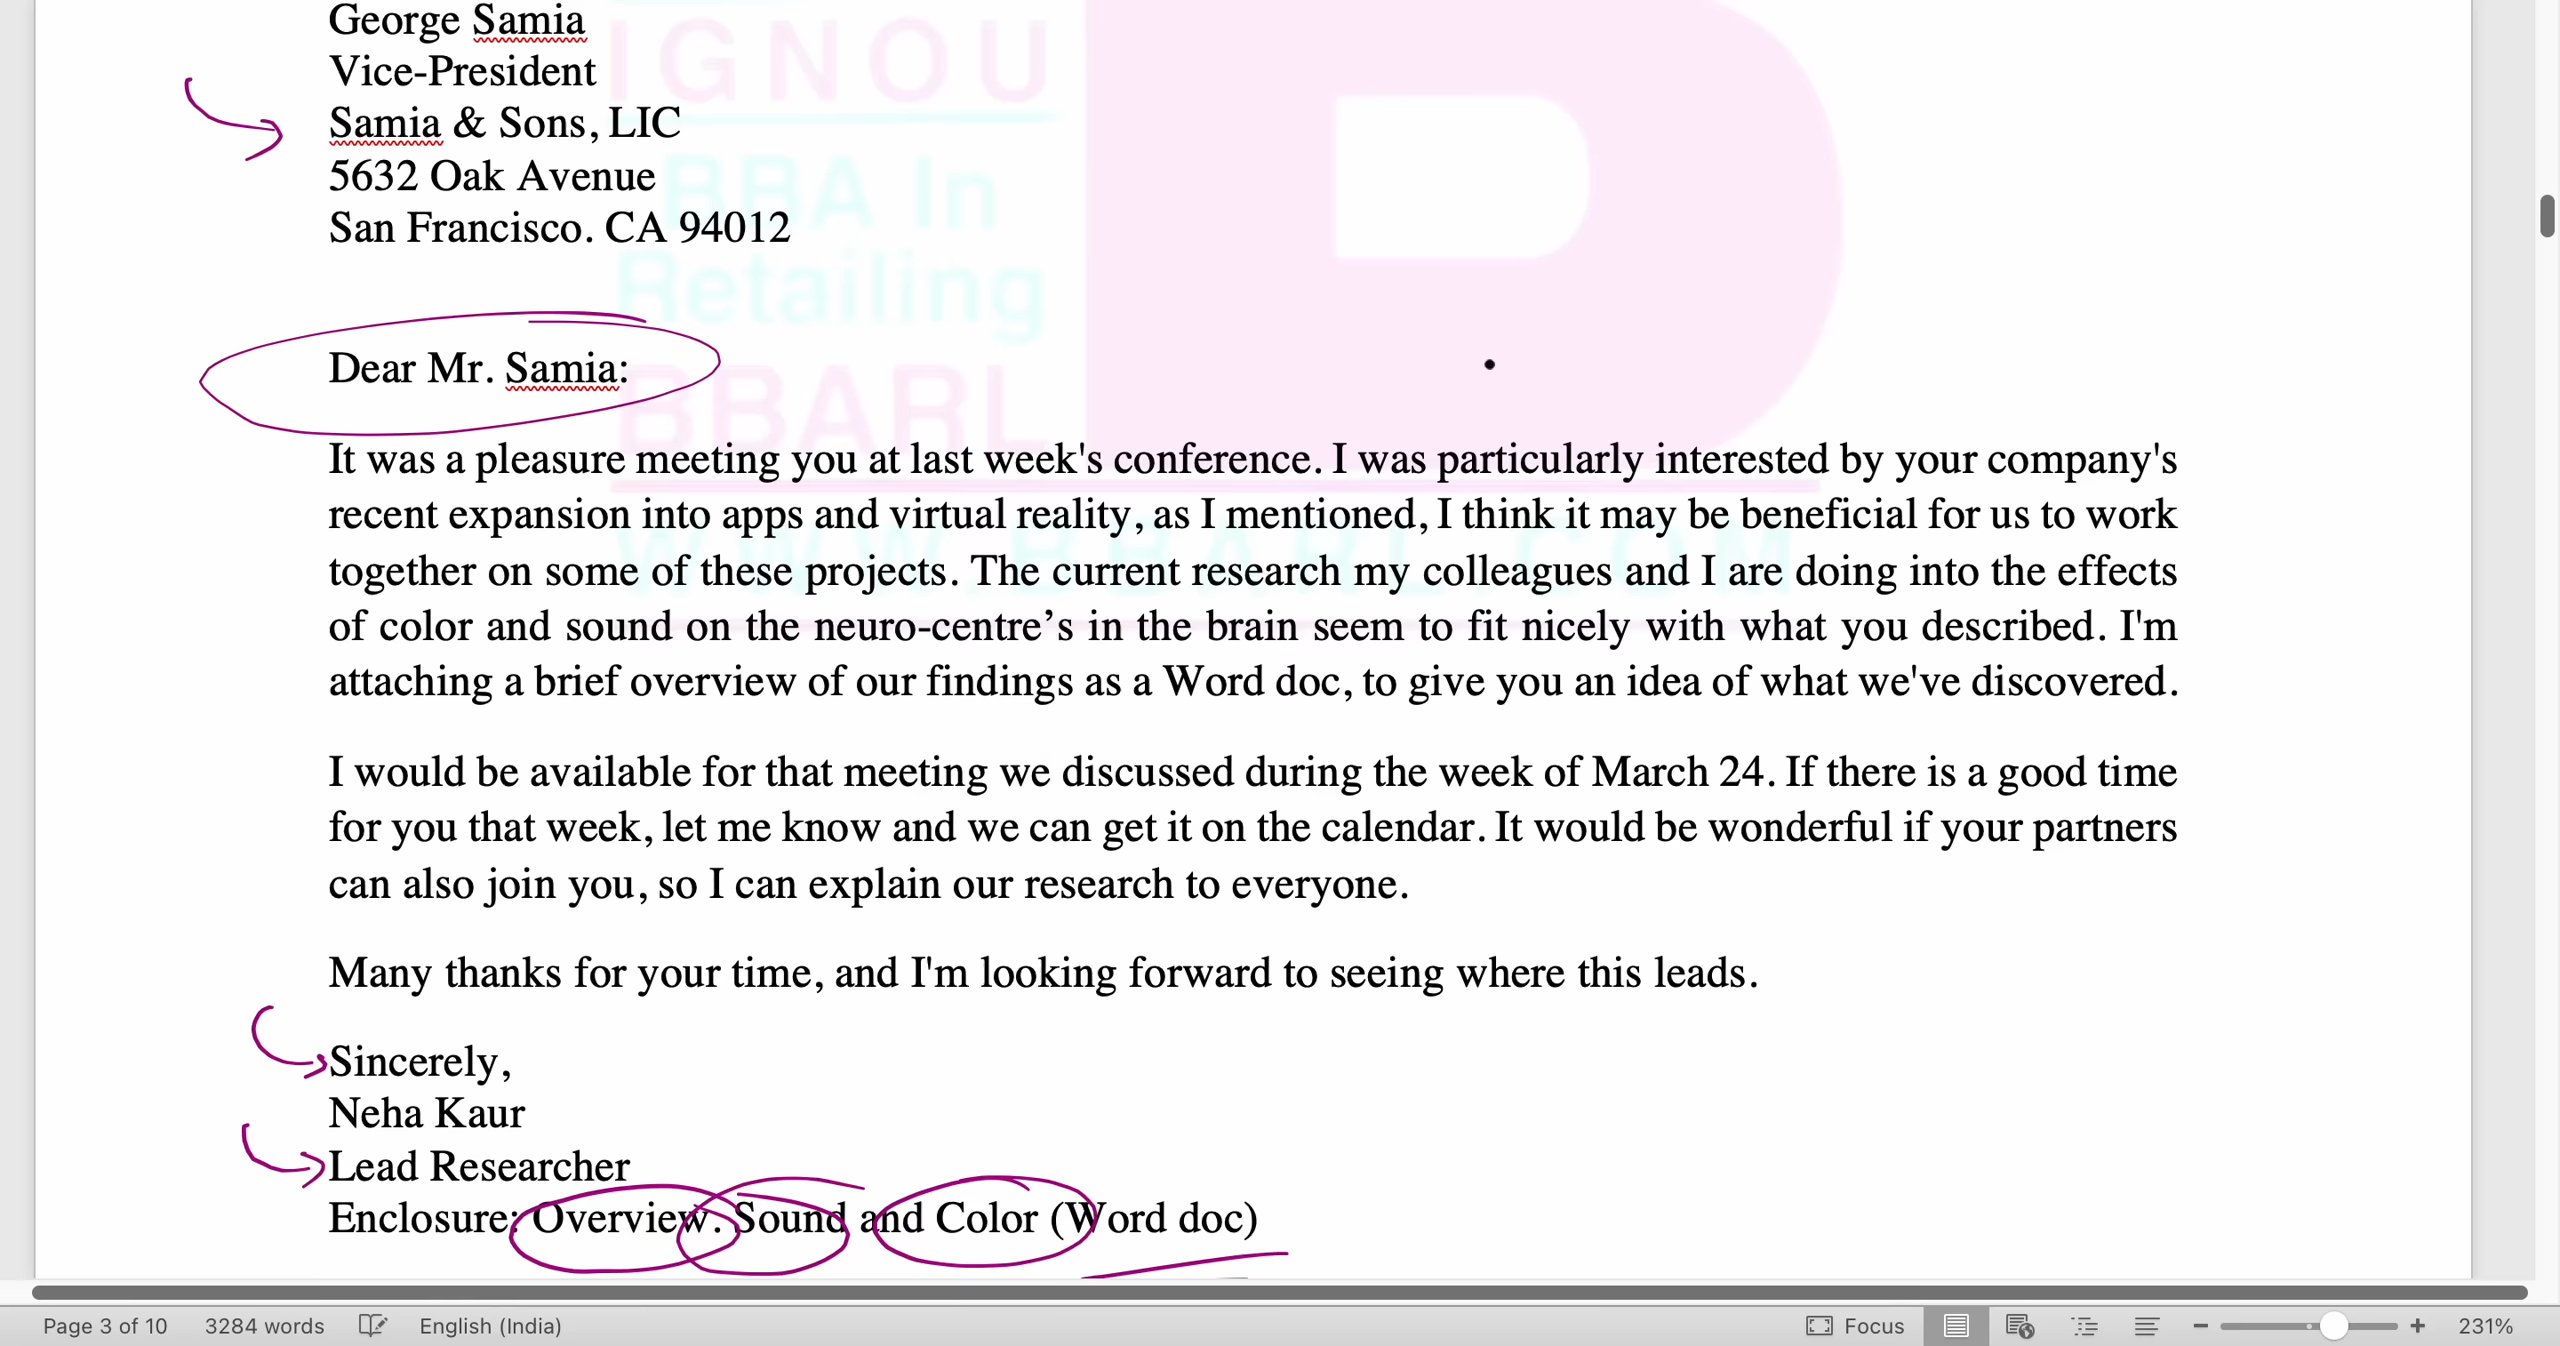 George Samia
Vice-President
Samia & Sons, LIC
5632 Oak Avenue
San Francisco. CA 94012
IGNOU
BBA In
Retailing
BBARL
WWW.BBARL.COM
Dear Mr. Samia:
It was a pleasure meeting you at last week's conference. I was particularly interested by your company's
recent expansion into apps and virtual reality, as I mentioned, I think it may be beneficial for us to work
together on some of these projects. The current research my colleagues and I are doing into the effects
of color and sound on the neuro-centre’s in the brain seem to fit nicely with what you described. I'm
attaching a brief overview of our findings as a Word doc, to give you an idea of what we've discovered.
I would be available for that meeting we discussed during the week of March 24. If there is a good time
for you that week, let me know and we can get it on the calendar. It would be wonderful if your partners
can also join you, so I can explain our research to everyone.
Many thanks for your time, and I'm looking forward to seeing where this leads.
Sincerely,
Neha Kaur
Lead Researcher
Enclosure: Overview. Sound and Color (Word doc)
Page 3 of 10 3284 words English (India) Focus 231%